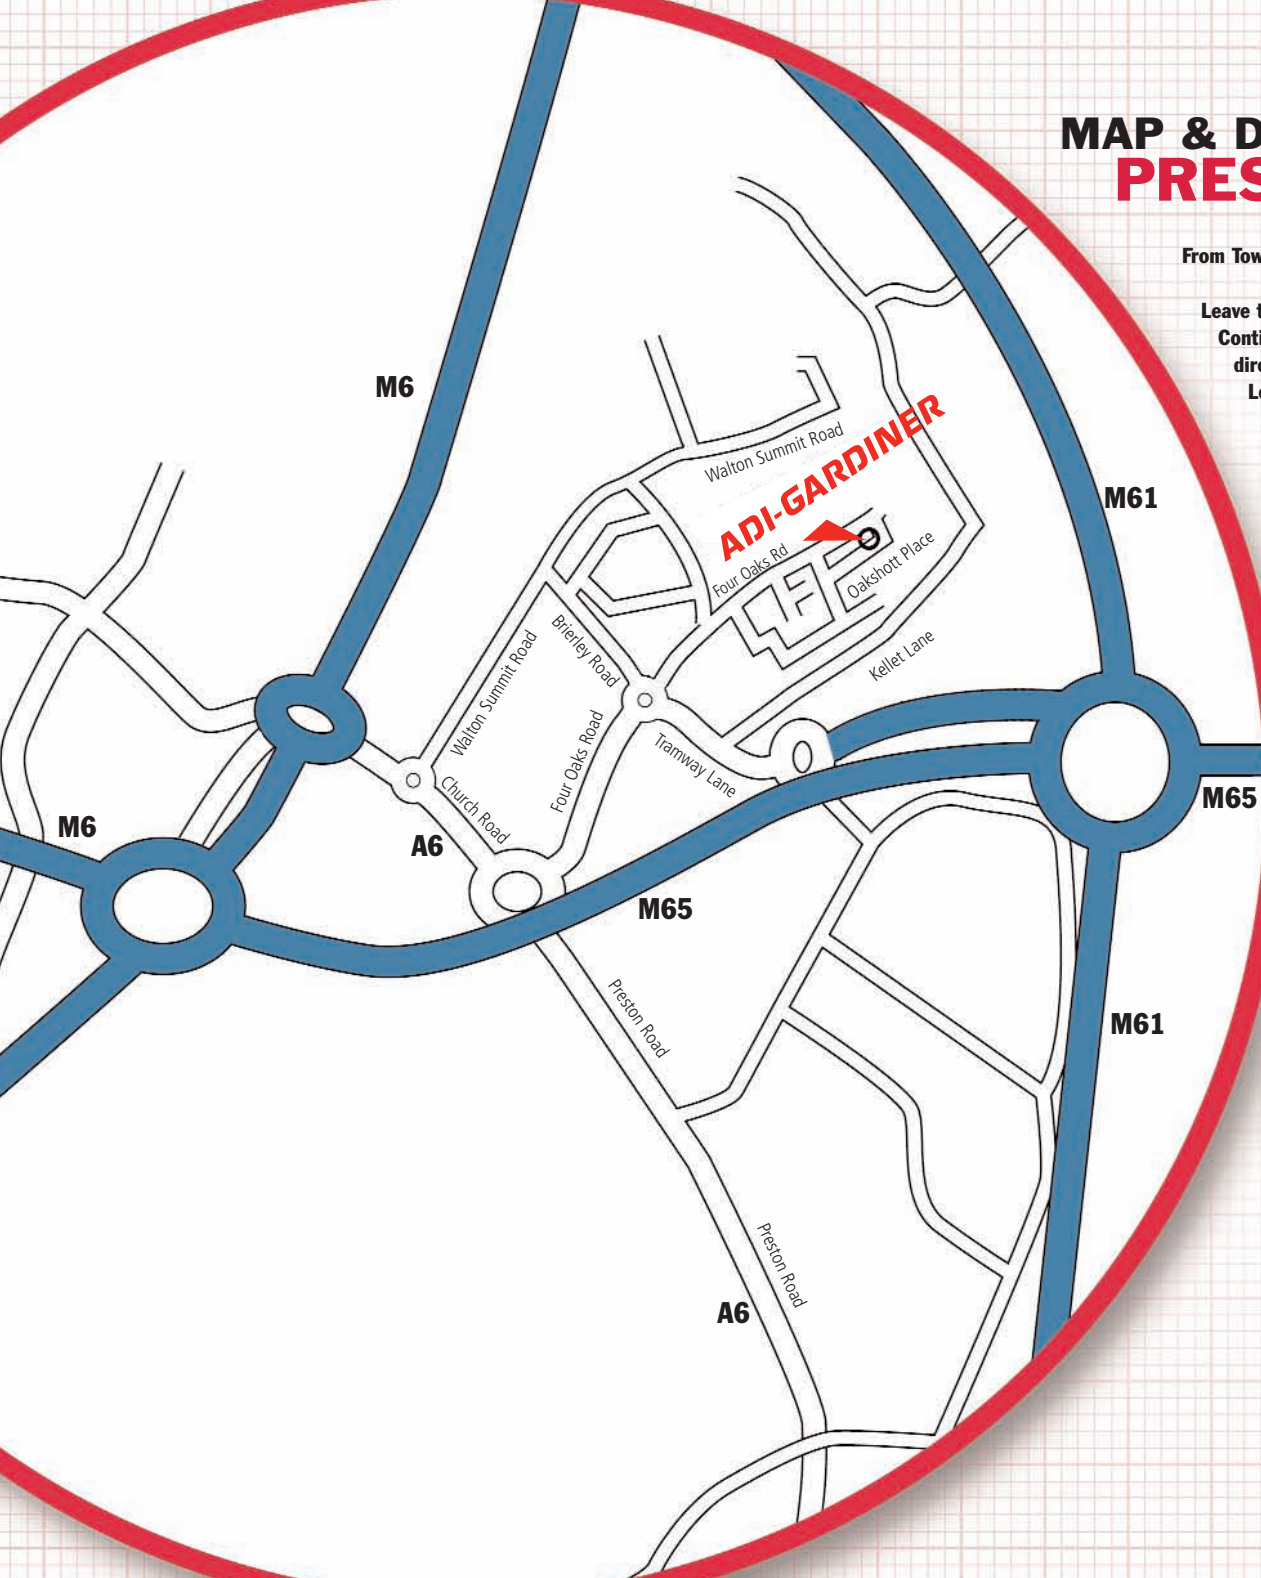 MAP & D
PRES
From Tow
Leave t
Conti
dire
Le
M6
Walton Summit Road
ADI-GARDINER
M61
Four Oaks Rd
Oakshott Place
Brierley Road
Walton Summit Road
Kellet Lane
Four Oaks Road
Tramway Lane
Church Road
M65
M6
A6
M65
Preston Road
M61
Preston Road
A6